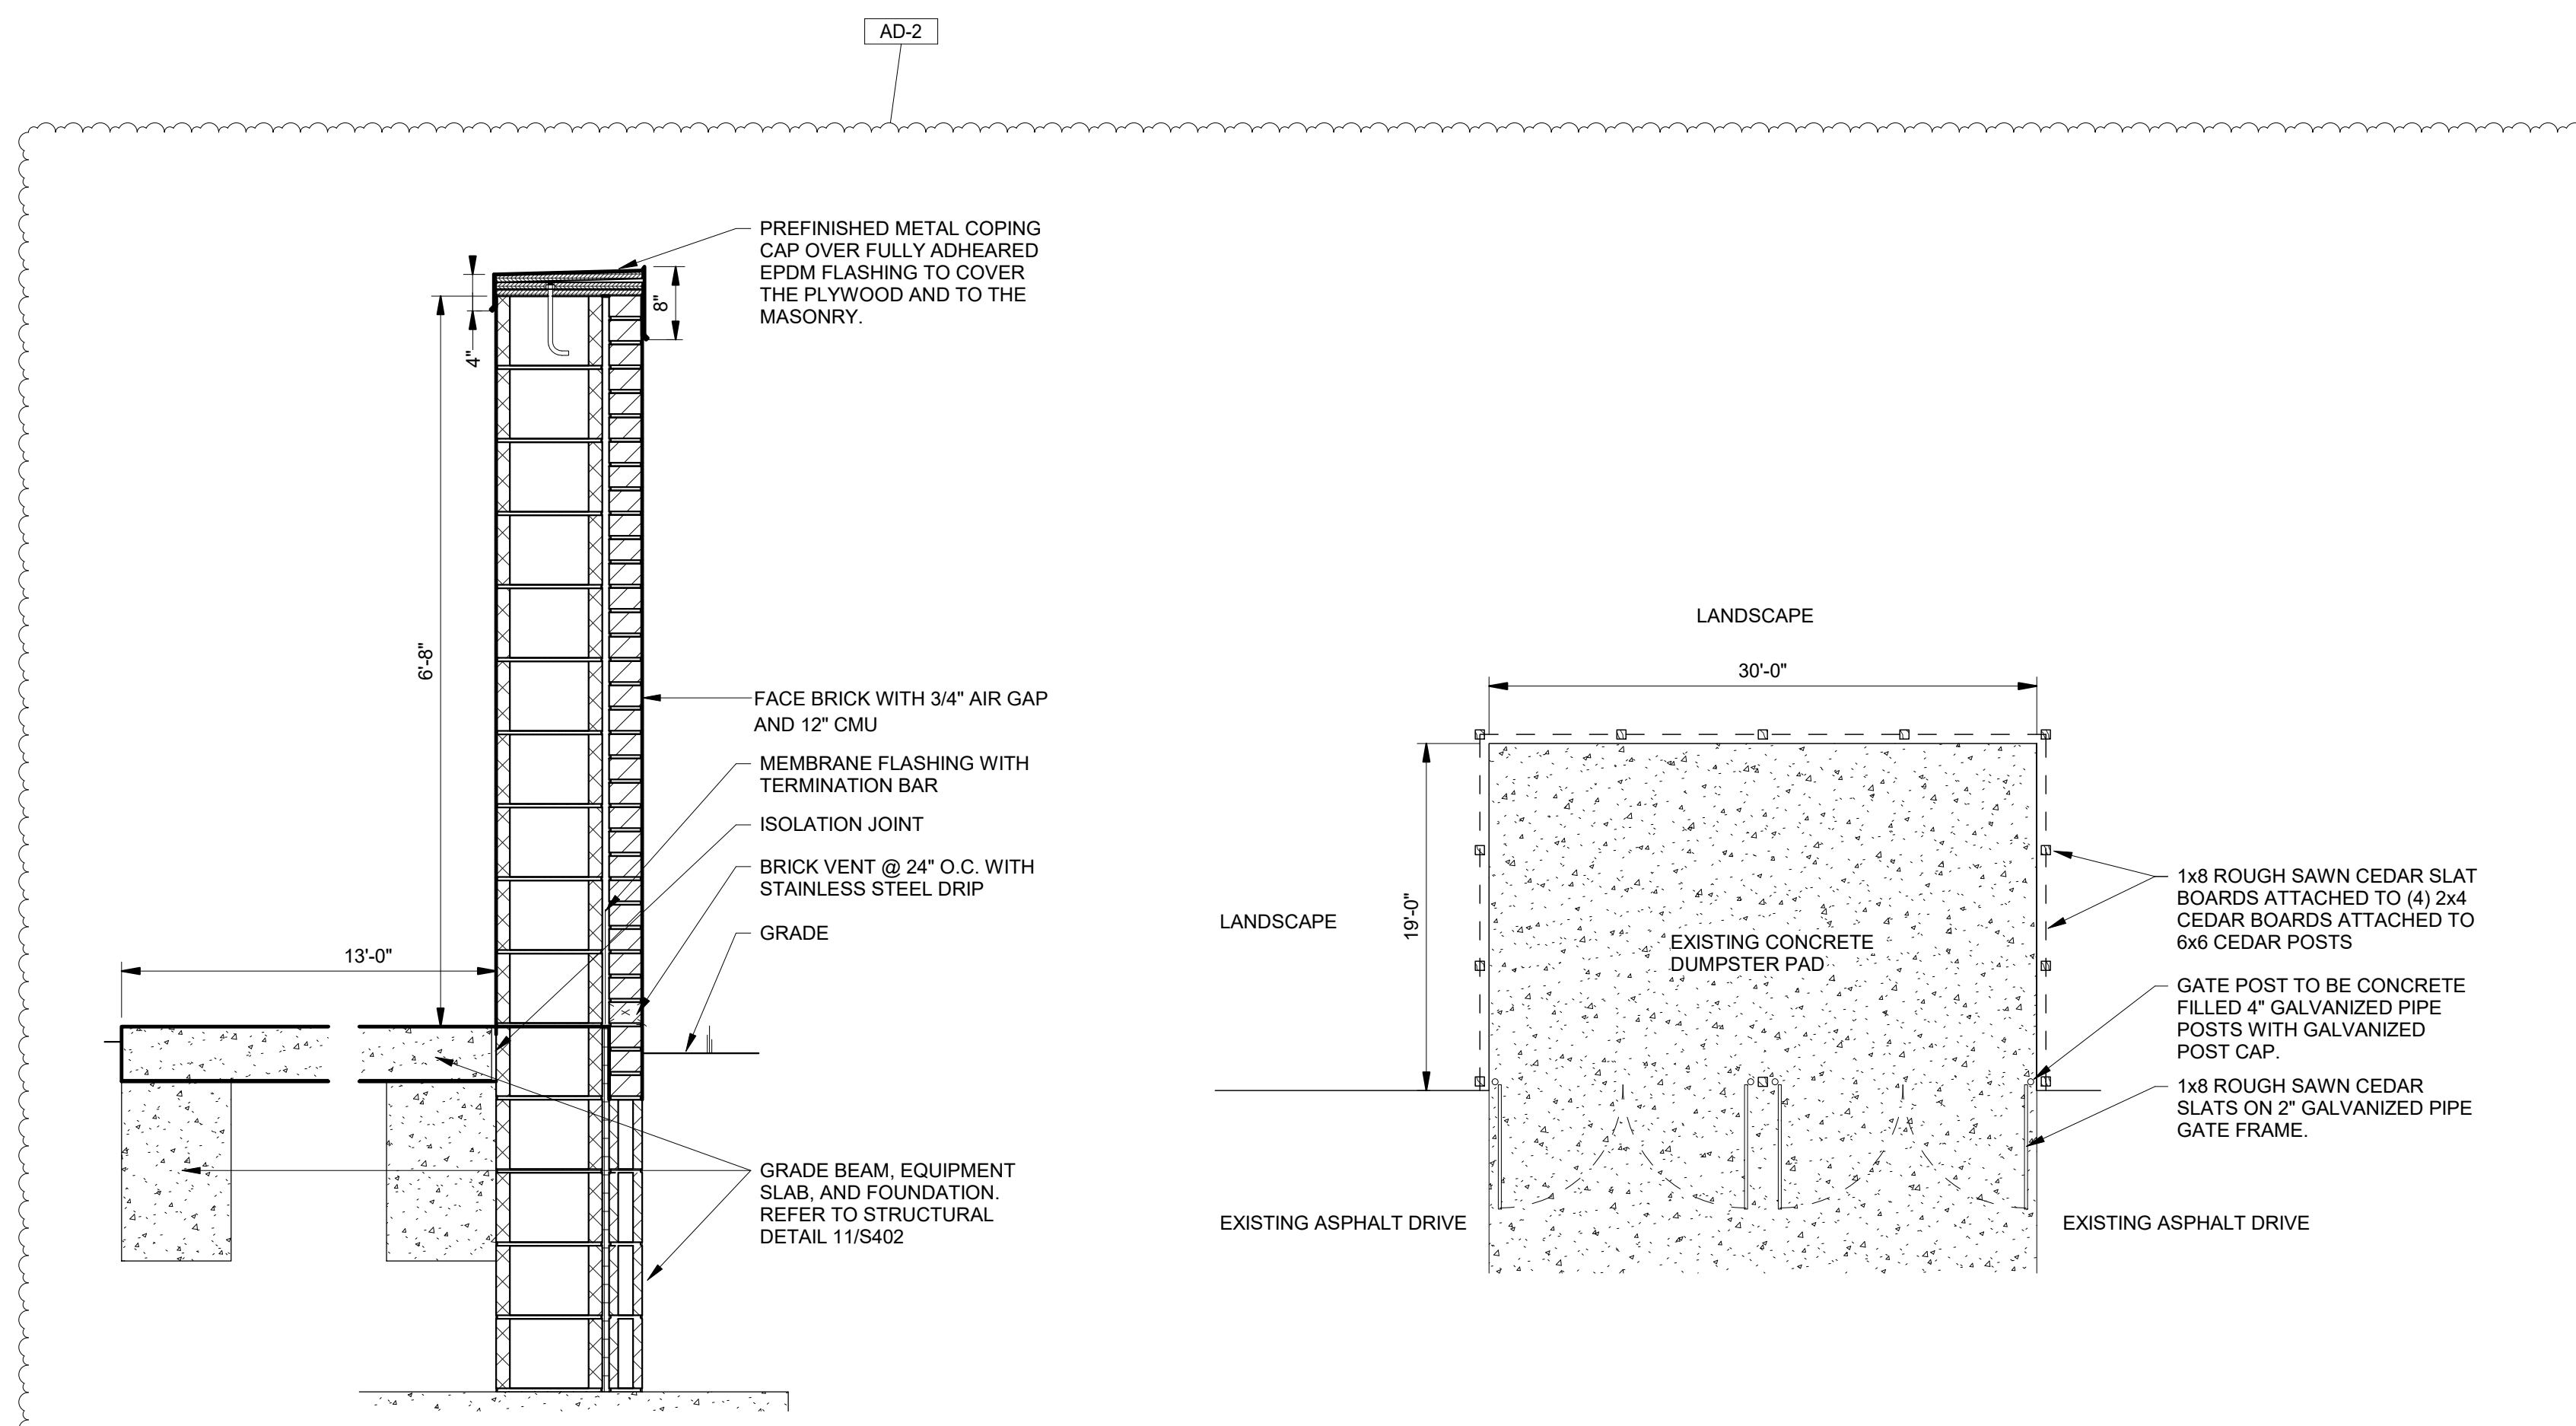 AD-2
PREFINISHED METAL COPING
CAP OVER FULLY ADHEARED
EPDM FLASHING TO COVER
THE PLYWOOD AND TO THE
MASONRY.
8"
4"
6'-8"
FACE BRICK WITH 3/4" AIR GAP
AND 12" CMU
MEMBRANE FLASHING WITH
TERMINATION BAR
ISOLATION JOINT
BRICK VENT @ 24" O.C. WITH
STAINLESS STEEL DRIP
GRADE
13'-0"
GRADE BEAM, EQUIPMENT
SLAB, AND FOUNDATION.
REFER TO STRUCTURAL
DETAIL 11/S402
LANDSCAPE
30'-0"
19'-0"
LANDSCAPE
EXISTING CONCRETE
DUMPSTER PAD
1x8 ROUGH SAWN CEDAR SLAT
BOARDS ATTACHED TO (4) 2x4
CEDAR BOARDS ATTACHED TO
6x6 CEDAR POSTS
GATE POST TO BE CONCRETE
FILLED 4" GALVANIZED PIPE
POSTS WITH GALVANIZED
POST CAP.
1x8 ROUGH SAWN CEDAR
SLATS ON 2" GALVANIZED PIPE
GATE FRAME.
EXISTING ASPHALT DRIVE
EXISTING ASPHALT DRIVE